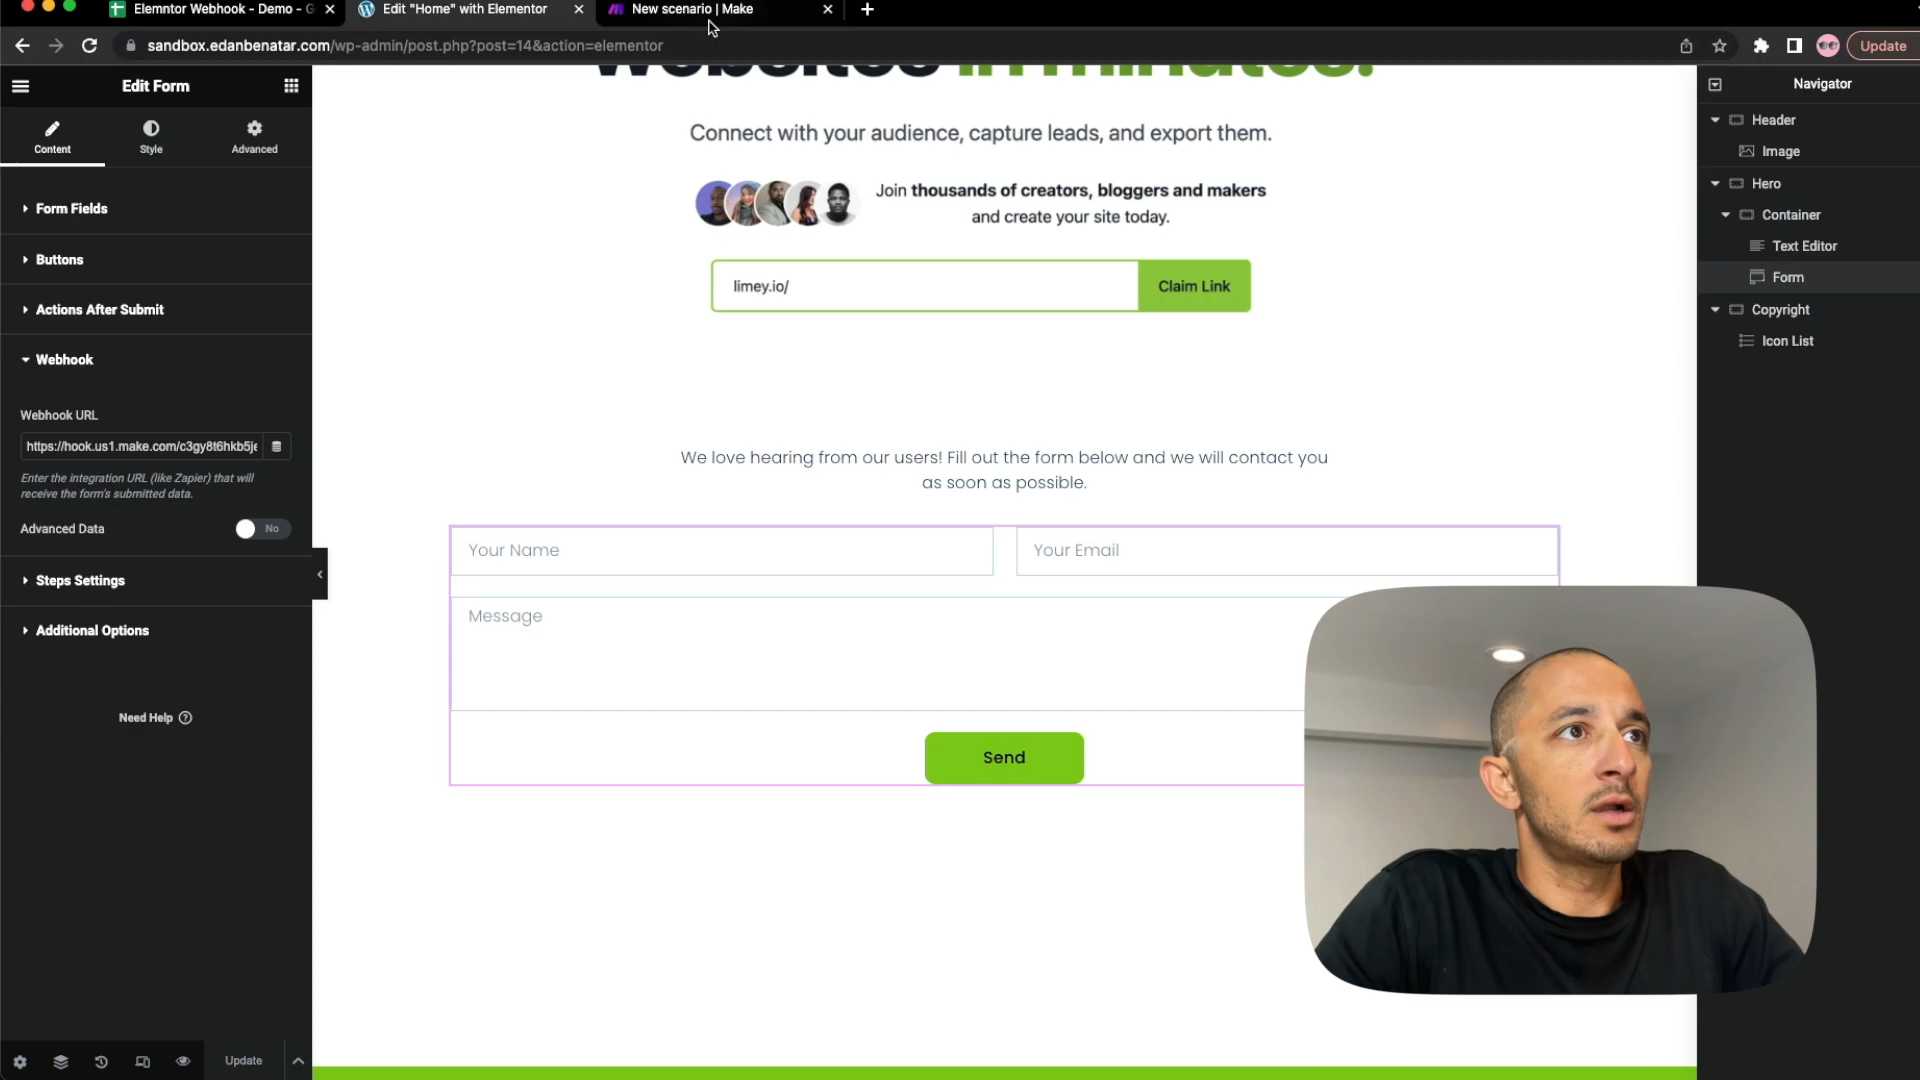 Elemntor Webhook - Demo - G
Edit "Home" with Elementor
New scenario | Make
sandbox.edanbenatar.com/wp-admin/post.php?post=14&action=elementor
Update
Edit Form
Content
Style
Advanced
Form Fields
Buttons
Actions After Submit
Webhook
Webhook URL
https://hook.us1.make.com/c3gy8t6hkb5je
Enter the integration URL (like Zapier) that will
receive the form's submitted data.
Advanced Data
No
Steps Settings
Additional Options
Need Help
Update
websites in minutes.
Connect with your audience, capture leads, and export them.
Join thousands of creators, bloggers and makers
and create your site today.
limey.io/
Claim Link
We love hearing from our users! Fill out the form below and we will contact you
as soon as possible.
Your Name
Your Email
Message
Send
Navigator
Header
Image
Hero
Container
Text Editor
Form
Copyright
Icon List